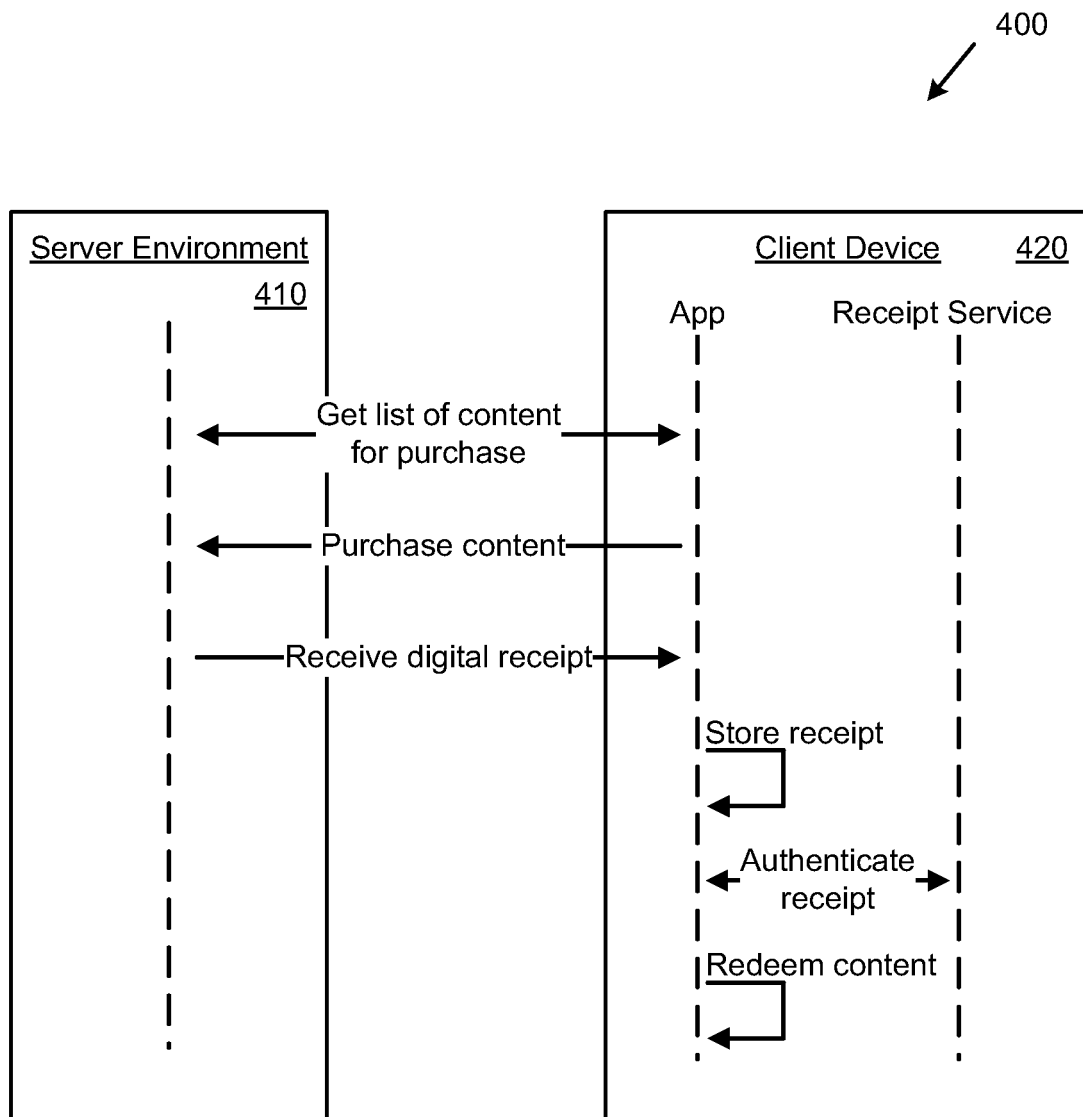 400
Server Environment
410
Client Device 420
App Receipt Service
Get list of content
for purchase
Purchase content
Receive digital receipt
Store receipt
Authenticate
receipt
Redeem content